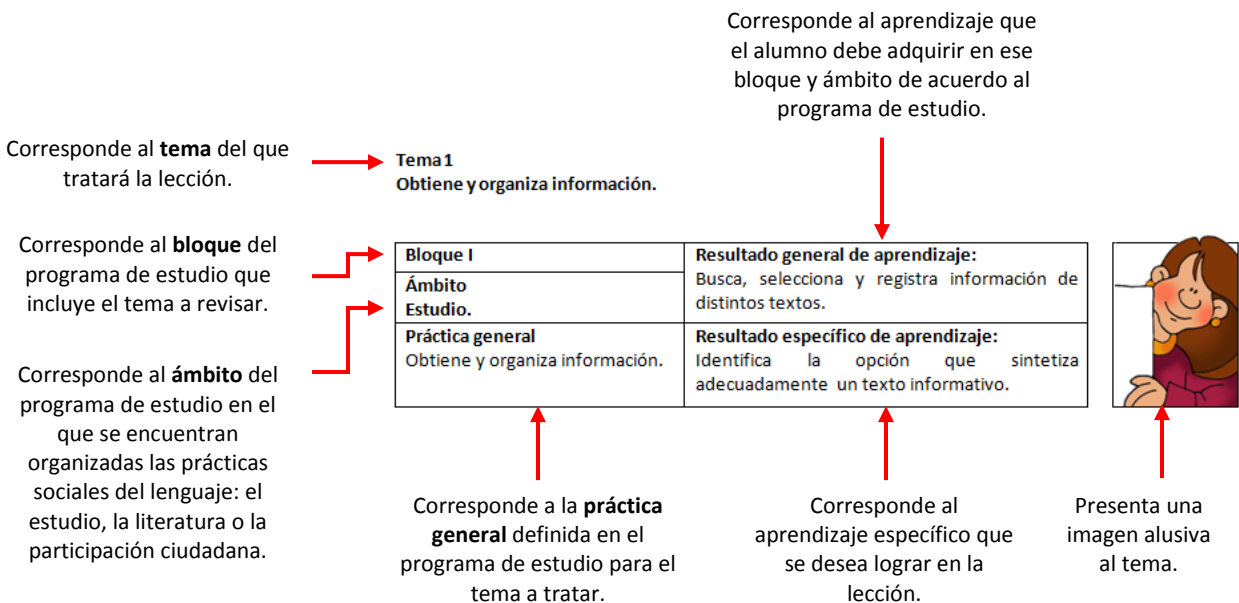 Corresponde al aprendizaje que
el alumno debe adquirir en ese
bloque y ámbito de acuerdo al
programa de estudio.
Corresponde al tema del que
tratará la lección.
Tema 1
Obtiene y organiza información.
Corresponde al bloque del
programa de estudio que
incluye el tema a revisar.
Bloque I
Ámbito
Estudio.
Práctica general
Obtiene y organiza información.
Resultado general de aprendizaje:
Busca, selecciona y registra información de
distintos textos.
Resultado específico de aprendizaje:
Identifica la opción que sintetiza
adecuadamente un texto informativo.
Corresponde al ámbito del
programa de estudio en el
que se encuentran
organizadas las prácticas
sociales del lenguaje: el
estudio, la literatura o la
participación ciudadana.
Corresponde a la práctica
general definida en el
programa de estudio para el
tema a tratar.
Corresponde al
aprendizaje específico que
se desea lograr en la
lección.
Presenta una
imagen alusiva
al tema.